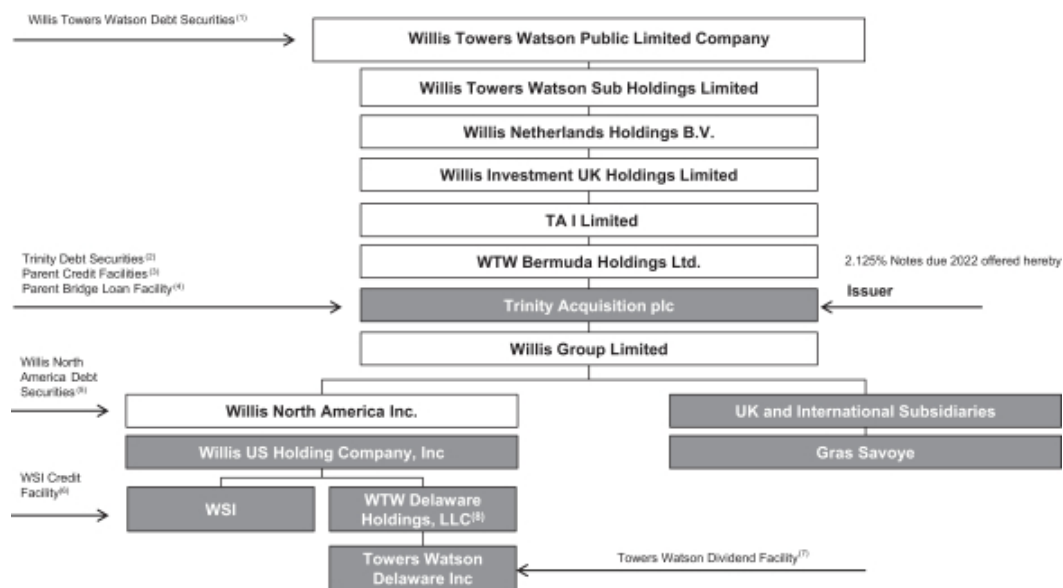 Willis Towers Watson Debt Securities(1)
Willis Towers Watson Public Limited Company
Willis Towers Watson Sub Holdings Limited
Willis Netherlands Holdings B.V.
Willis Investment UK Holdings Limited
TA I Limited
Trinity Debt Securities(2)
Parent Credit Facilities(3)
Parent Bridge Loan Facility(4)
WTW Bermuda Holdings Ltd.
2.125% Notes due 2022 offered hereby
Issuer
Trinity Acquisition plc
Willis Group Limited
Willis North
America Debt
Securities(5)
Willis North America Inc.
UK and International Subsidiaries
Willis US Holding Company, Inc
Gras Savoye
WSI Credit
Facility(6)
WSI
WTW Delaware
Holdings, LLC(8)
Towers Watson
Delaware Inc
Towers Watson Dividend Facility(7)